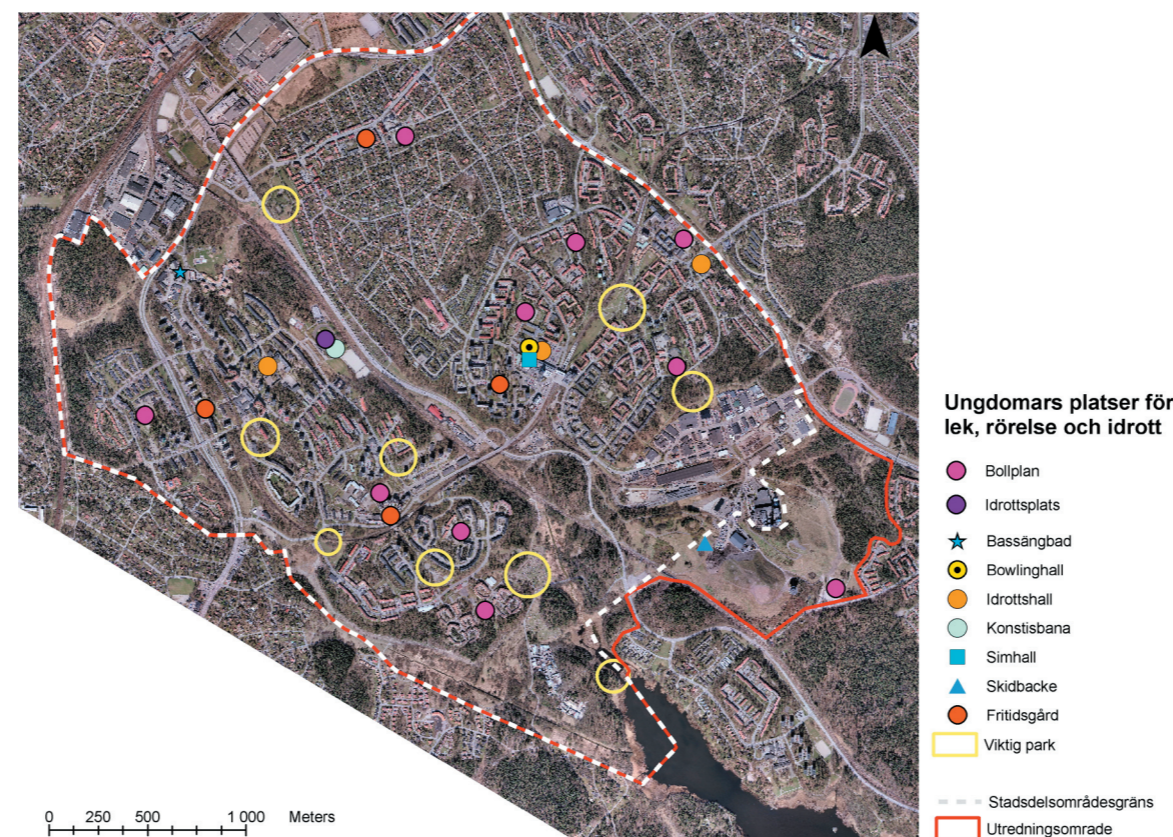 Ungdomars platser för
lek, rörelse och idrott
Bollplan
Idrottsplats
Bassängbad
Bowlinghall
Idrottshall
Konstisbana
Simhall
Skidbacke
Fritidsgård
Viktig park
Stadsdelsområdesgräns
Utredningsomrade
0 250 500 1 000 Meters